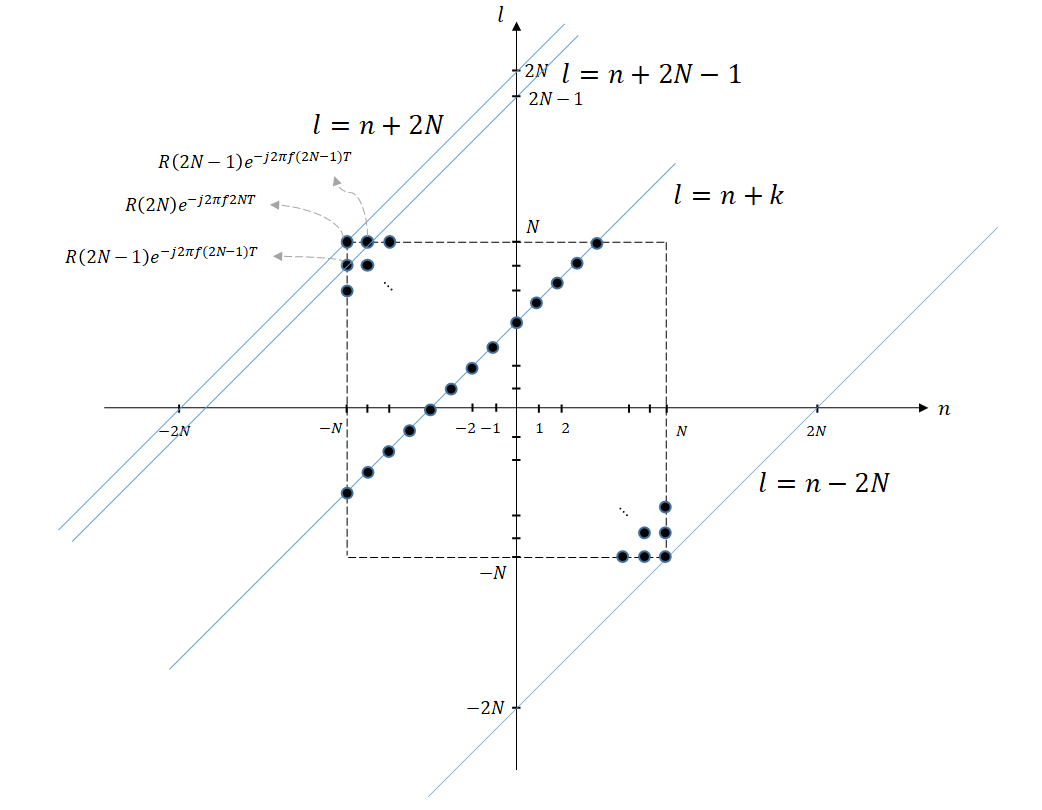 l
2N
l = n + 2N − 1
2N − 1
l = n + 2N
R(2N − 1)e^{−j2πf(2N−1)T}
R(2N)e^{−j2πf2NT}
l = n + k
N
R(2N − 1)e^{−j2πf(2N−1)T}
n
−2N
−N
−2
−1
1
2
N
2N
l = n − 2N
−N
−2N